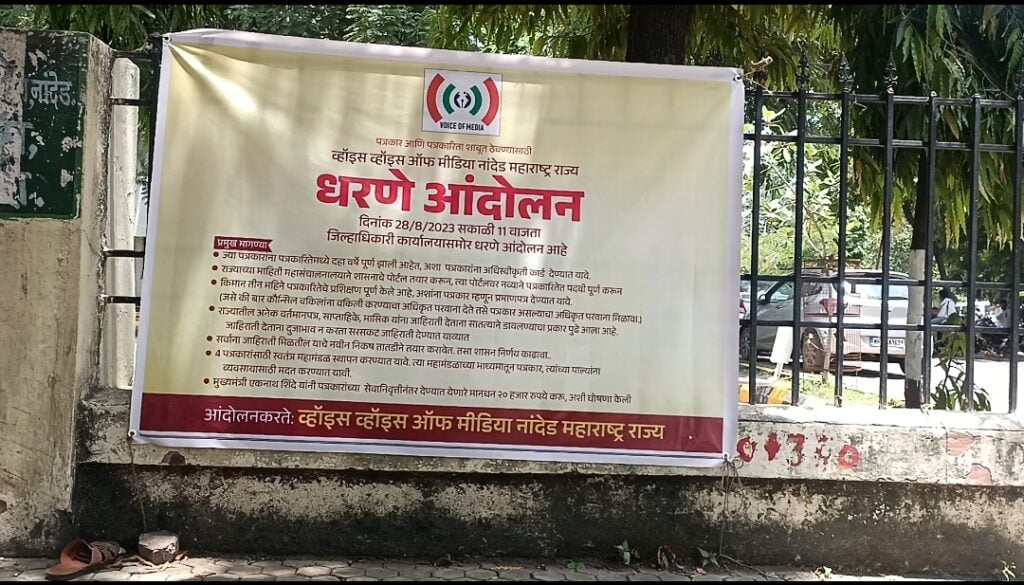 नांदेड.
VOICE OF MEDIA
पत्रकार आणि पत्रकारिता शाबूत ठेवण्यासाठी
व्हॉइस व्हॉइस ऑफ मीडिया नांदेड महाराष्ट्र राज्य
धरणे आंदोलन
दिनांक 28/8/2023 सकाळी 11 वाजता
जिल्हाधिकारी कार्यालयासमोर धरणे आंदोलन आहे
प्रमुख मागण्या
• ज्या पत्रकारांना पत्रकारितेमध्ये दहा वर्षे पूर्ण झाली आहेत, अशा पत्रकारांना अधिस्वीकृती कार्ड देण्यात यावे.
• राज्याच्या माहिती महासंचालनालयाने शासनाचे पोर्टल तयार करून, त्या पोर्टलवर नव्याने पत्रकारितेत पदवी पूर्ण करून
• किमान तीन महिने पत्रकारितेचे प्रशिक्षण पूर्ण केले आहे, अशांना पत्रकार म्हणून प्रमाणपत्र देण्यात यावे.
(जसे की बार कौन्सिल वकिलांना वकिली करण्याचा अधिकृत परवाना देते तसे पत्रकार असल्याचा अधिकृत परवाना मिळावा.)
• राज्यातील अनेक वर्तमानपत्र, साप्ताहिके, मासिक यांना जाहिराती देताना सातत्याने डावलण्याचा प्रकार पुढे आला आहे.
जाहिराती देताना दुजाभाव न करता सरसकट जाहिराती देण्यात याव्यात
• सर्वांना जाहिराती मिळतील याचे नवीन निकष तातडीने तयार करावेत. तसा शासन निर्णय काढावा..
• 4 पत्रकारांसाठी स्वतंत्र महामंडळ स्थापन करण्यात यावे. त्या महामंडळाच्या माध्यमातून पत्रकार, त्यांच्या पाल्यांना
व्यवसायासाठी मदत करण्यात यावी.
• मुख्यमंत्री एकनाथ शिंदे यांनी पत्रकारांच्या सेवानिवृत्तीनंतर देण्यात येणारे मानधन २० हजार रुपये करू, अशी घोषणा केली
आंदोलनकरते: व्हॉइस व्हॉइस ऑफ मीडिया नांदेड महाराष्ट्र राज्य